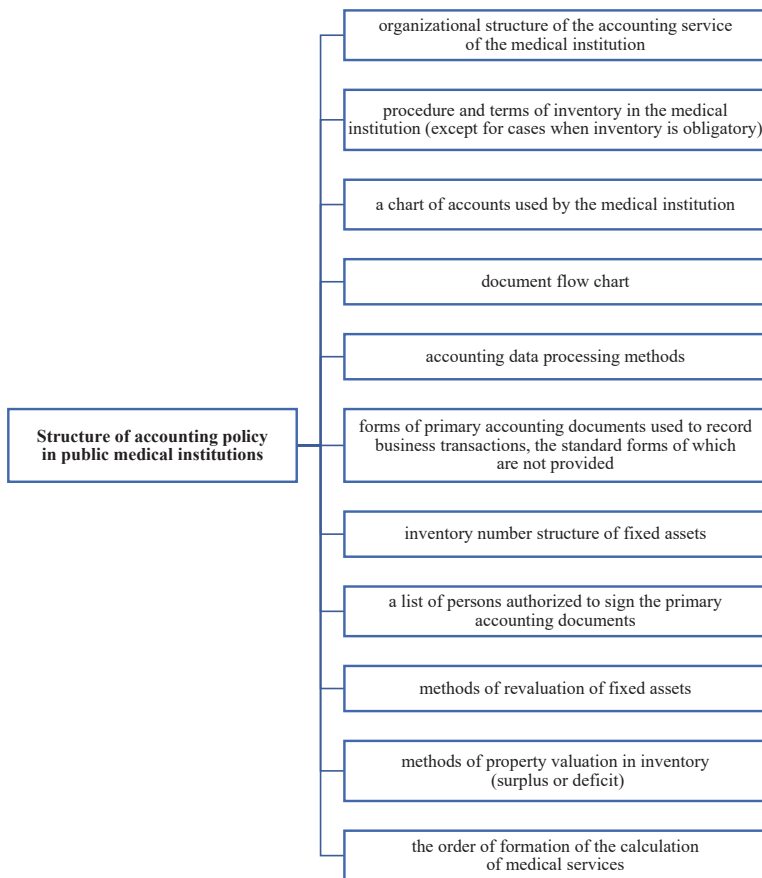 organizational structure of the accounting service
of the medical institution
procedure and terms of inventory in the medical
institution (except for cases when inventory is obligatory)
a chart of accounts used by the medical institution
document flow chart
accounting data processing methods
Structure of accounting policy
in public medical institutions
forms of primary accounting documents used to record
business transactions, the standard forms of which
are not provided
inventory number structure of fixed assets
a list of persons authorized to sign the primary
accounting documents
methods of revaluation of fixed assets
methods of property valuation in inventory
(surplus or deficit)
the order of formation of the calculation
of medical services